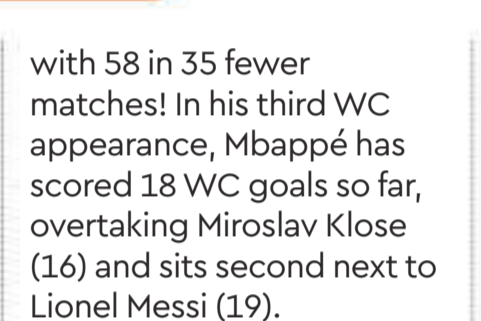 with 58 in 35 fewer
matches! In his third WC
appearance, Mbappé has
scored 18 WC goals so far,
overtaking Miroslav Klose
(16) and sits second next to
Lionel Messi (19).